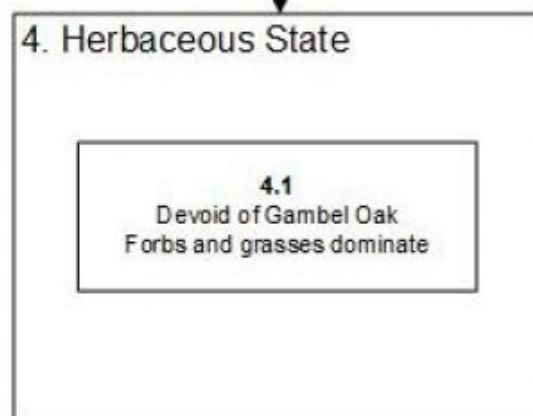 4. Herbaceous State
4.1
Devoid of Gambel Oak
Forbs and grasses dominate